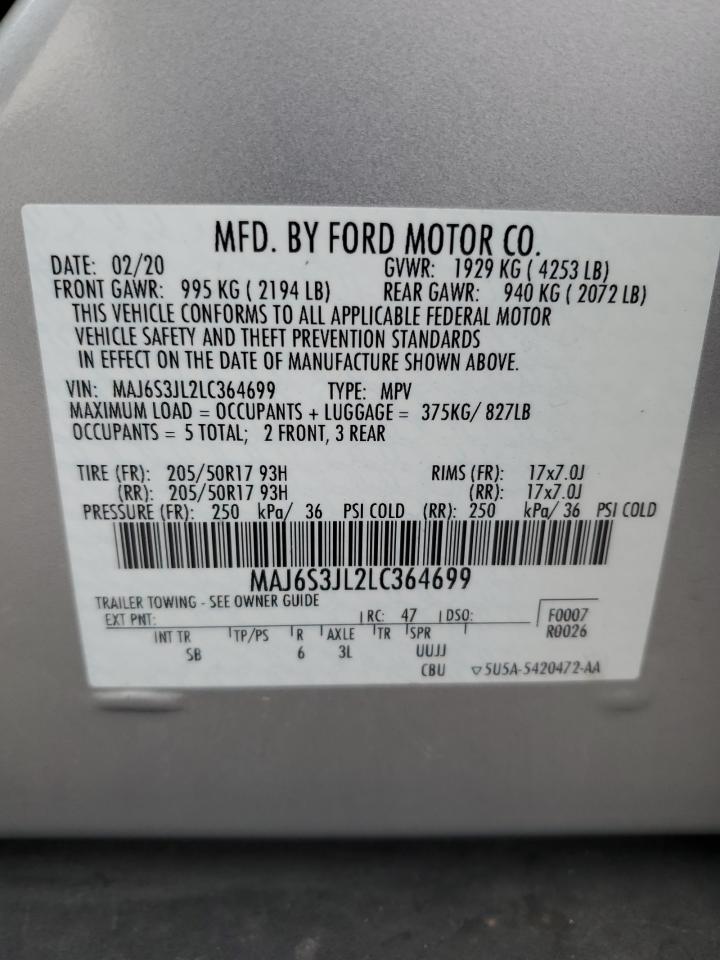 MFD. BY FORD MOTOR CO.
DATE: 02/20 GVWR: 1929 KG ( 4253 LB)
FRONT GAWR: 995 KG ( 2194 LB) REAR GAWR: 940 KG ( 2072 LB)
THIS VEHICLE CONFORMS TO ALL APPLICABLE FEDERAL MOTOR
VEHICLE SAFETY AND THEFT PREVENTION STANDARDS
IN EFFECT ON THE DATE OF MANUFACTURE SHOWN ABOVE.
VIN: MAJ6S3JL2LC364699 TYPE: MPV
MAXIMUM LOAD = OCCUPANTS + LUGGAGE = 375KG/ 827LB
OCCUPANTS = 5 TOTAL; 2 FRONT, 3 REAR
TIRE (FR): 205/50R17 93H RIMS (FR): 17x7.0J
(RR): 205/50R17 93H (RR): 17x7.0J
PRESSURE (FR): 250 kPa/ 36 PSI COLD (RR): 250 kPa/ 36 PSI COLD
MAJ6S3JL2LC364699
TRAILER TOWING - SEE OWNER GUIDE
EXT PNT: RC: 47 DSO: F0007
INT TR TP/PS R AXLE TR SPR R0026
SB 6 3L UUJJ
CBU ▽5U5A-5420472-AA